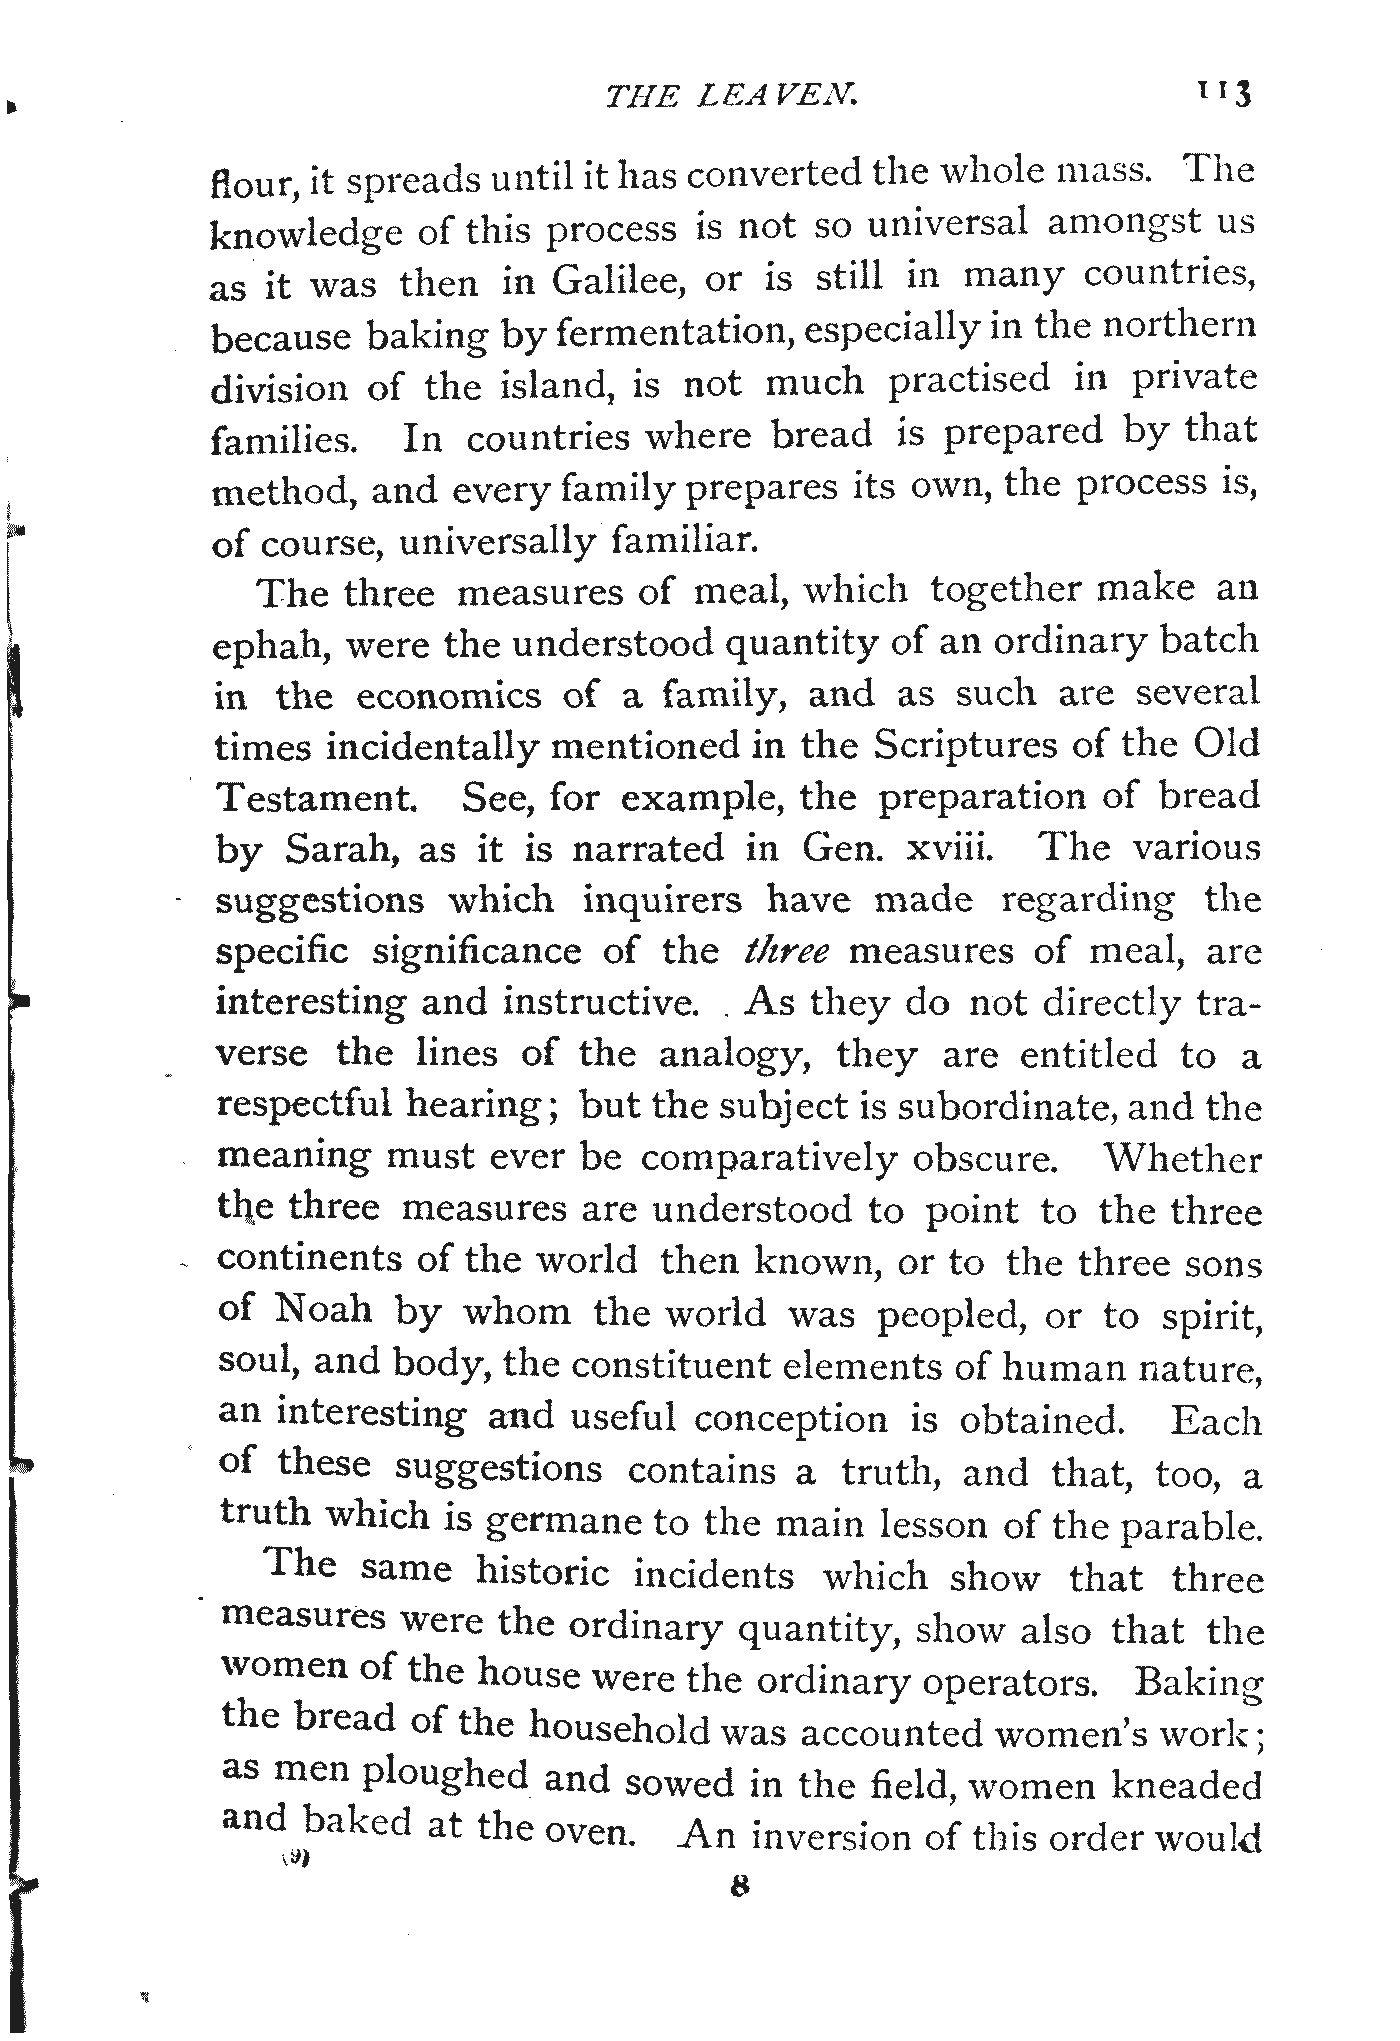 THE LEAVEN. 113
flour, it spreads until it has converted the whole mass. The
knowledge of this process is not so universal amongst us
as it was then in Galilee, or is still in many countries,
because baking by fermentation, especially in the northern
division of the island, is not much practised in private
families. In countries where bread is prepared by that
method, and every family prepares its own, the process is,
of course, universally familiar.
The three measures of meal, which together make an
ephah, were the understood quantity of an ordinary batch
in the economics of a family, and as such are several
times incidentally mentioned in the Scriptures of the Old
Testament. See, for example, the preparation of bread
by Sarah, as it is narrated in Gen. xviii. The various
suggestions which inquirers have made regarding the
specific significance of the three measures of meal, are
interesting and instructive. As they do not directly tra-
verse the lines of the analogy, they are entitled to a
respectful hearing; but the subject is subordinate, and the
meaning must ever be comparatively obscure. Whether
the three measures are understood to point to the three
continents of the world then known, or to the three sons
of Noah by whom the world was peopled, or to spirit,
soul, and body, the constituent elements of human nature,
an interesting and useful conception is obtained. Each
of these suggestions contains a truth, and that, too, a
truth which is germane to the main lesson of the parable.
The same historic incidents which show that three
measures were the ordinary quantity, show also that the
women of the house were the ordinary operators. Baking
the bread of the household was accounted women's work;
as men ploughed and sowed in the field, women kneaded
and baked at the oven. An inversion of this order would
(9)
8